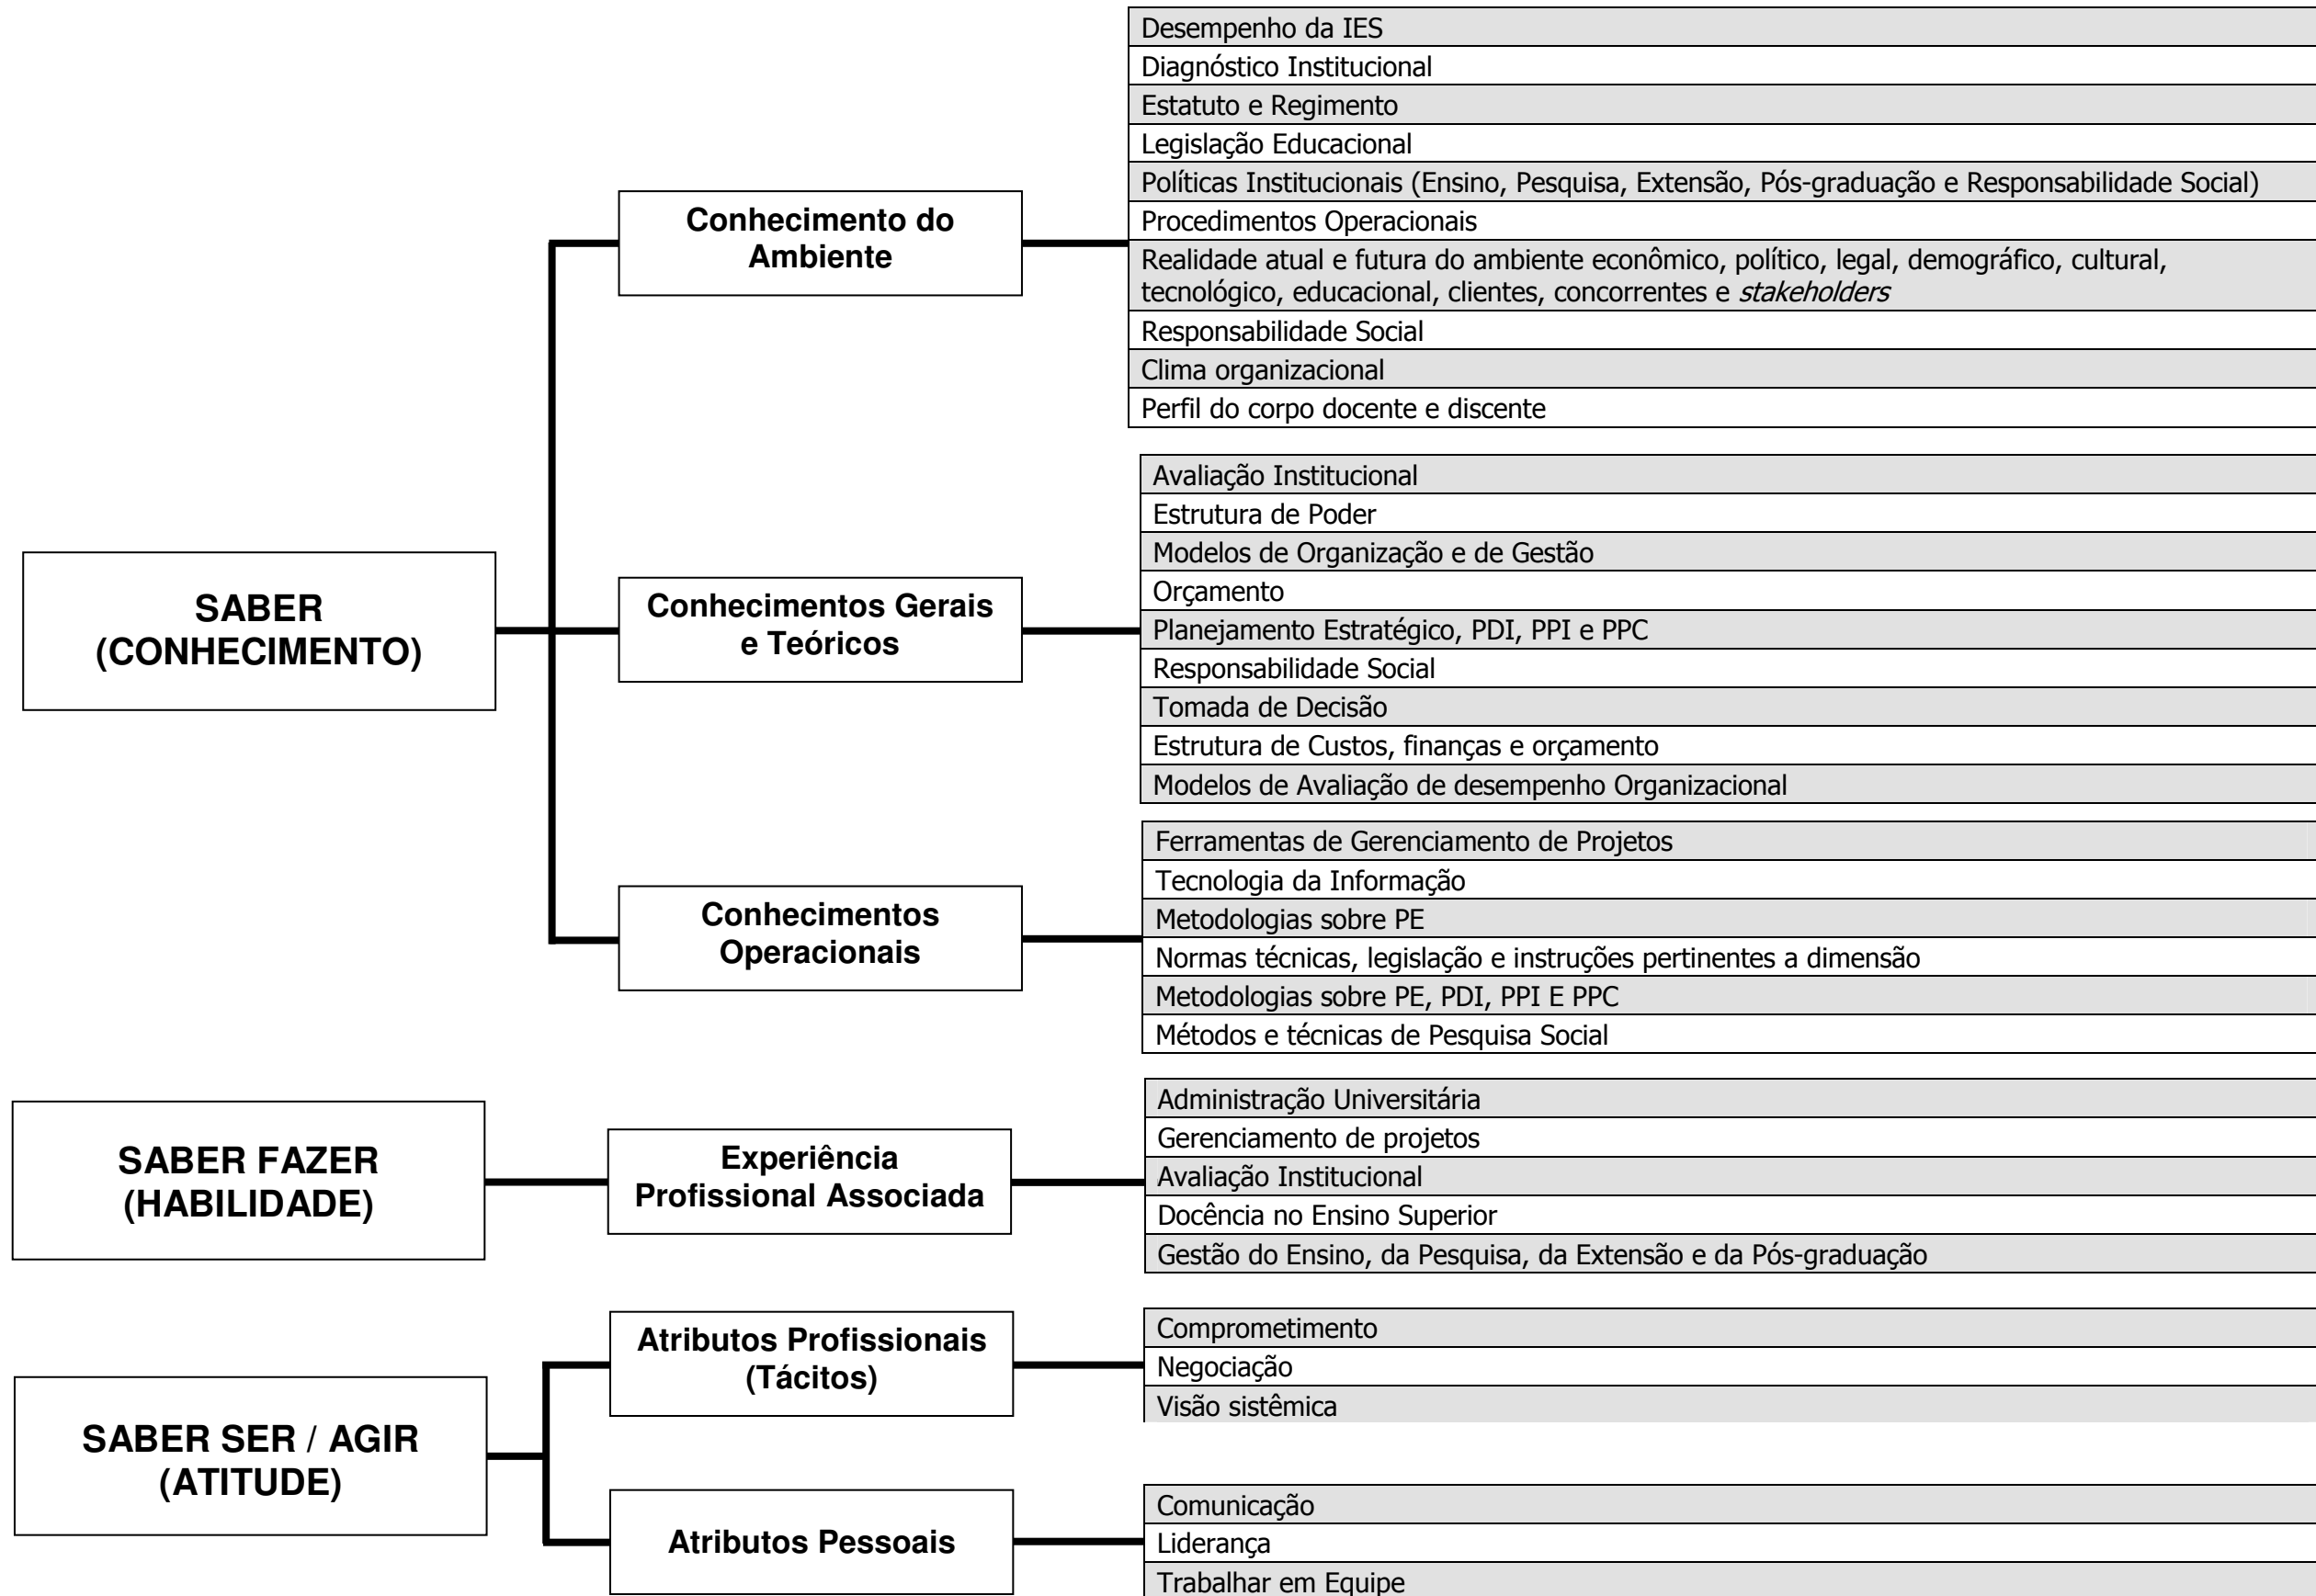 Desempenho da IES
Diagnóstico Institucional
Estatuto e Regimento
Legislação Educacional
Políticas Institucionais (Ensino, Pesquisa, Extensão, Pós-graduação e Responsabilidade Social)
Conhecimento do
Ambiente
Procedimentos Operacionais
Realidade atual e futura do ambiente econômico, político, legal, demográfico, cultural,
tecnológico, educacional, clientes, concorrentes e stakeholders
Responsabilidade Social
Clima organizacional
Perfil do corpo docente e discente
SABER
(CONHECIMENTO)
Conhecimentos Gerais
e Teóricos
Avaliação Institucional
Estrutura de Poder
Modelos de Organização e de Gestão
Orçamento
Planejamento Estratégico, PDI, PPI e PPC
Responsabilidade Social
Tomada de Decisão
Estrutura de Custos, finanças e orçamento
Modelos de Avaliação de desempenho Organizacional
Conhecimentos
Operacionais
Ferramentas de Gerenciamento de Projetos
Tecnologia da Informação
Metodologias sobre PE
Normas técnicas, legislação e instruções pertinentes a dimensão
Metodologias sobre PE, PDI, PPI E PPC
Métodos e técnicas de Pesquisa Social
SABER FAZER
(HABILIDADE)
Experiência
Profissional Associada
Administração Universitária
Gerenciamento de projetos
Avaliação Institucional
Docência no Ensino Superior
Gestão do Ensino, da Pesquisa, da Extensão e da Pós-graduação
SABER SER / AGIR
(ATITUDE)
Atributos Profissionais
(Tácitos)
Comprometimento
Negociação
Visão sistêmica
Atributos Pessoais
Comunicação
Liderança
Trabalhar em Equipe